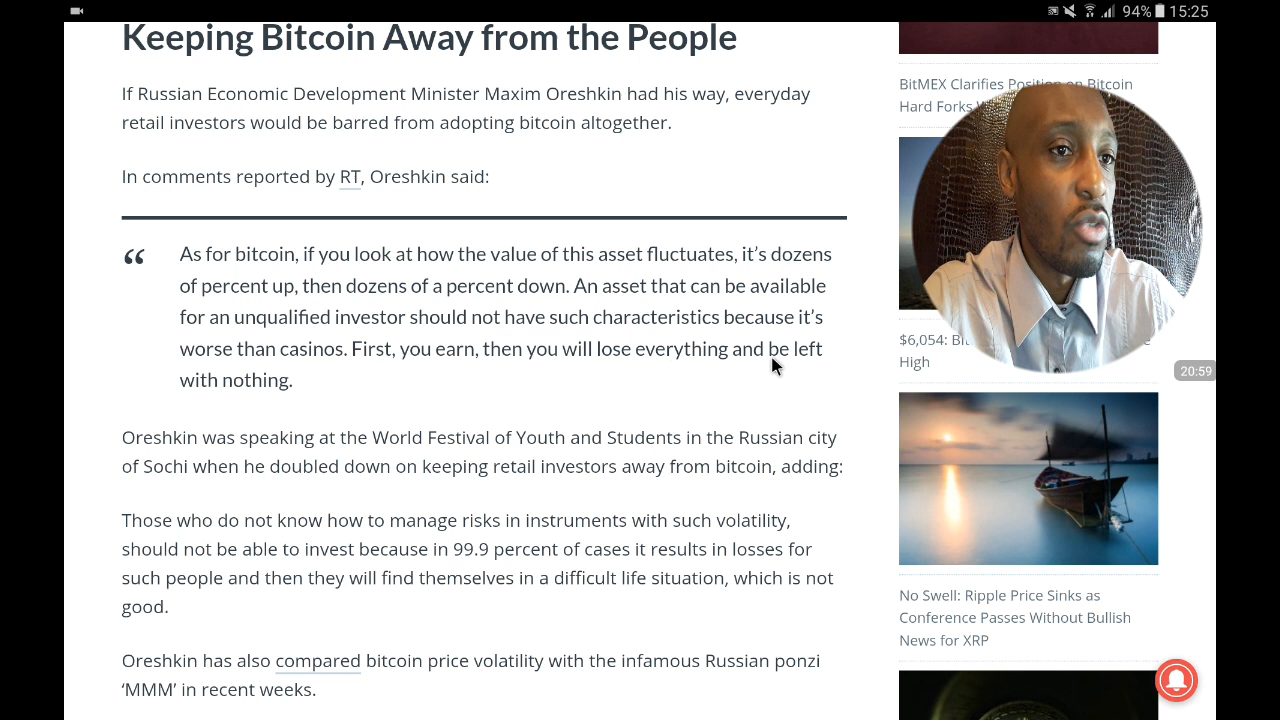 94% 15:25
Keeping Bitcoin Away from the People
If Russian Economic Development Minister Maxim Oreshkin had his way, everyday
retail investors would be barred from adopting bitcoin altogether.
In comments reported by RT, Oreshkin said:
“ As for bitcoin, if you look at how the value of this asset fluctuates, it’s dozens
of percent up, then dozens of a percent down. An asset that can be available
for an unqualified investor should not have such characteristics because it’s
worse than casinos. First, you earn, then you will lose everything and be left
with nothing.
Oreshkin was speaking at the World Festival of Youth and Students in the Russian city
of Sochi when he doubled down on keeping retail investors away from bitcoin, adding:
Those who do not know how to manage risks in instruments with such volatility,
should not be able to invest because in 99.9 percent of cases it results in losses for
such people and then they will find themselves in a difficult life situation, which is not
good.
Oreshkin has also compared bitcoin price volatility with the infamous Russian ponzi
‘MMM’ in recent weeks.
BitMEX Clarifies Position on Bitcoin
Hard Forks
$6,054:
High
20:59
No Swell: Ripple Price Sinks as
Conference Passes Without Bullish
News for XRP